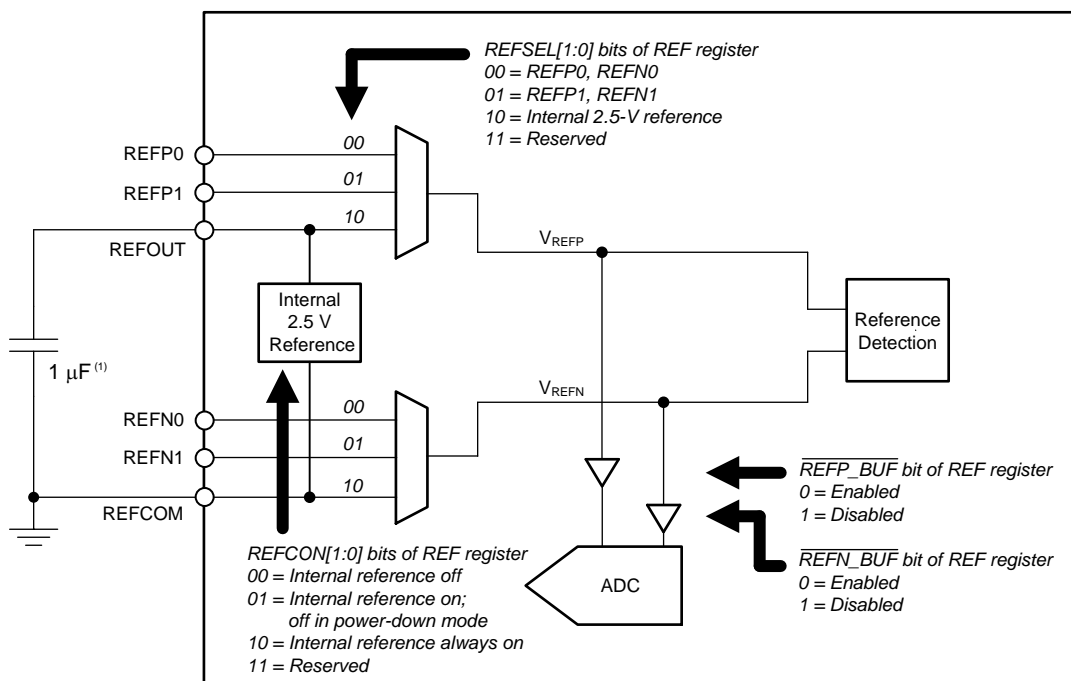 REFSEL[1:0] bits of REF register
00 = REFP0, REFN0
01 = REFP1, REFN1
10 = Internal 2.5-V reference
11 = Reserved
REFP0
00
REFP1
01
REFOUT
10
VREFP
Internal
2.5 V
Reference
Reference
Detection
1 μF (1)
VREFN
REFN0
00
REFN1
01
REFCOM
10
REFP_BUF bit of REF register
0 = Enabled
1 = Disabled
REFN_BUF bit of REF register
0 = Enabled
1 = Disabled
ADC
REFCON[1:0] bits of REF register
00 = Internal reference off
01 = Internal reference on;
off in power-down mode
10 = Internal reference always on
11 = Reserved